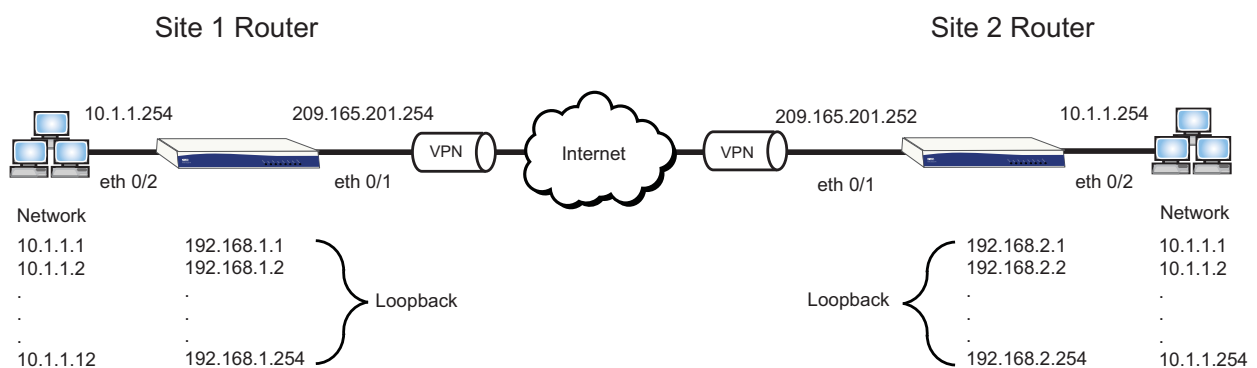 Site 1 Router
Site 2 Router
10.1.1.254
209.165.201.254
209.165.201.252
10.1.1.254
VPN
Internet
VPN
eth 0/2
eth 0/1
eth 0/1
eth 0/2
Network
Network
10.1.1.1 192.168.1.1
10.1.1.2 192.168.1.2
. .
. .
. .
10.1.1.12 192.168.1.254
Loopback
Loopback
192.168.2.1 10.1.1.1
192.168.2.2 10.1.1.2
. .
. .
. .
192.168.2.254 10.1.1.254